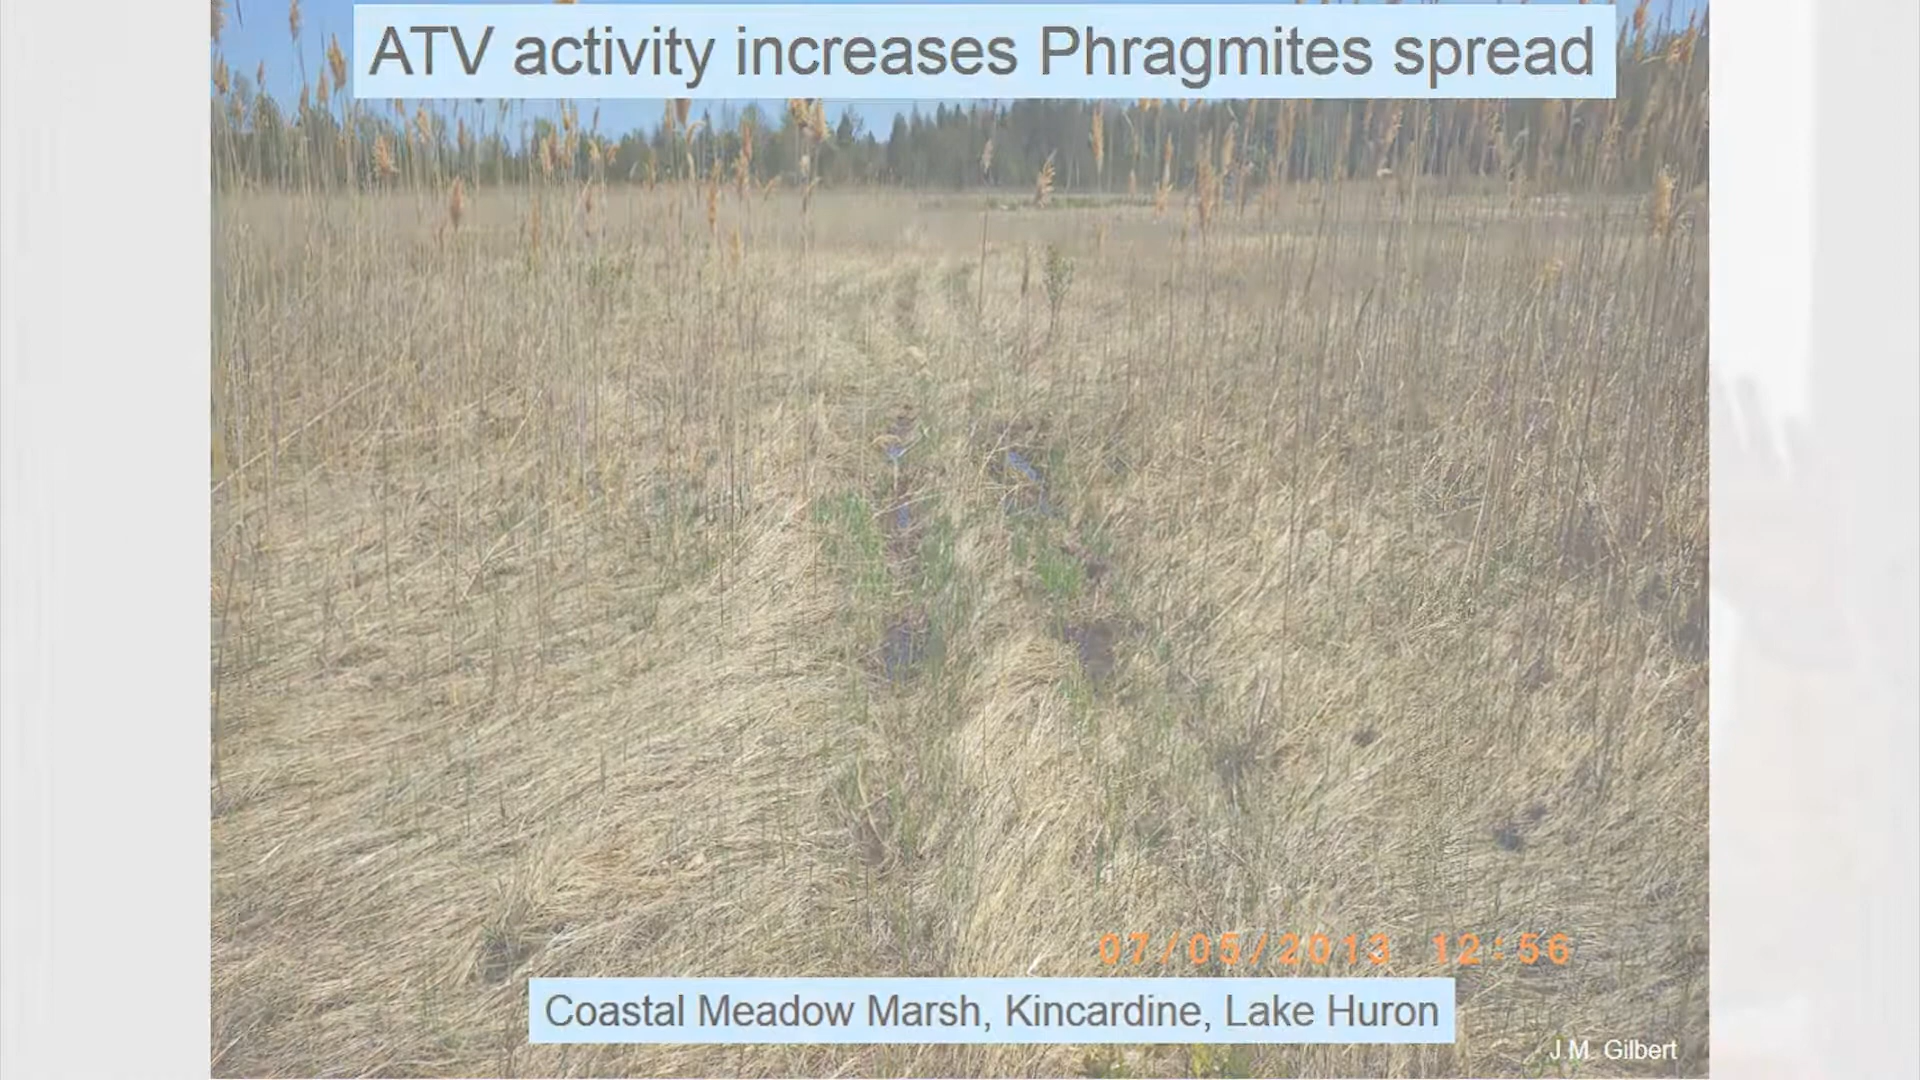 ATV activity increases Phragmites spread
07/05/2013 12:56
Coastal Meadow Marsh, Kincardine, Lake Huron
J.M. Gilbert